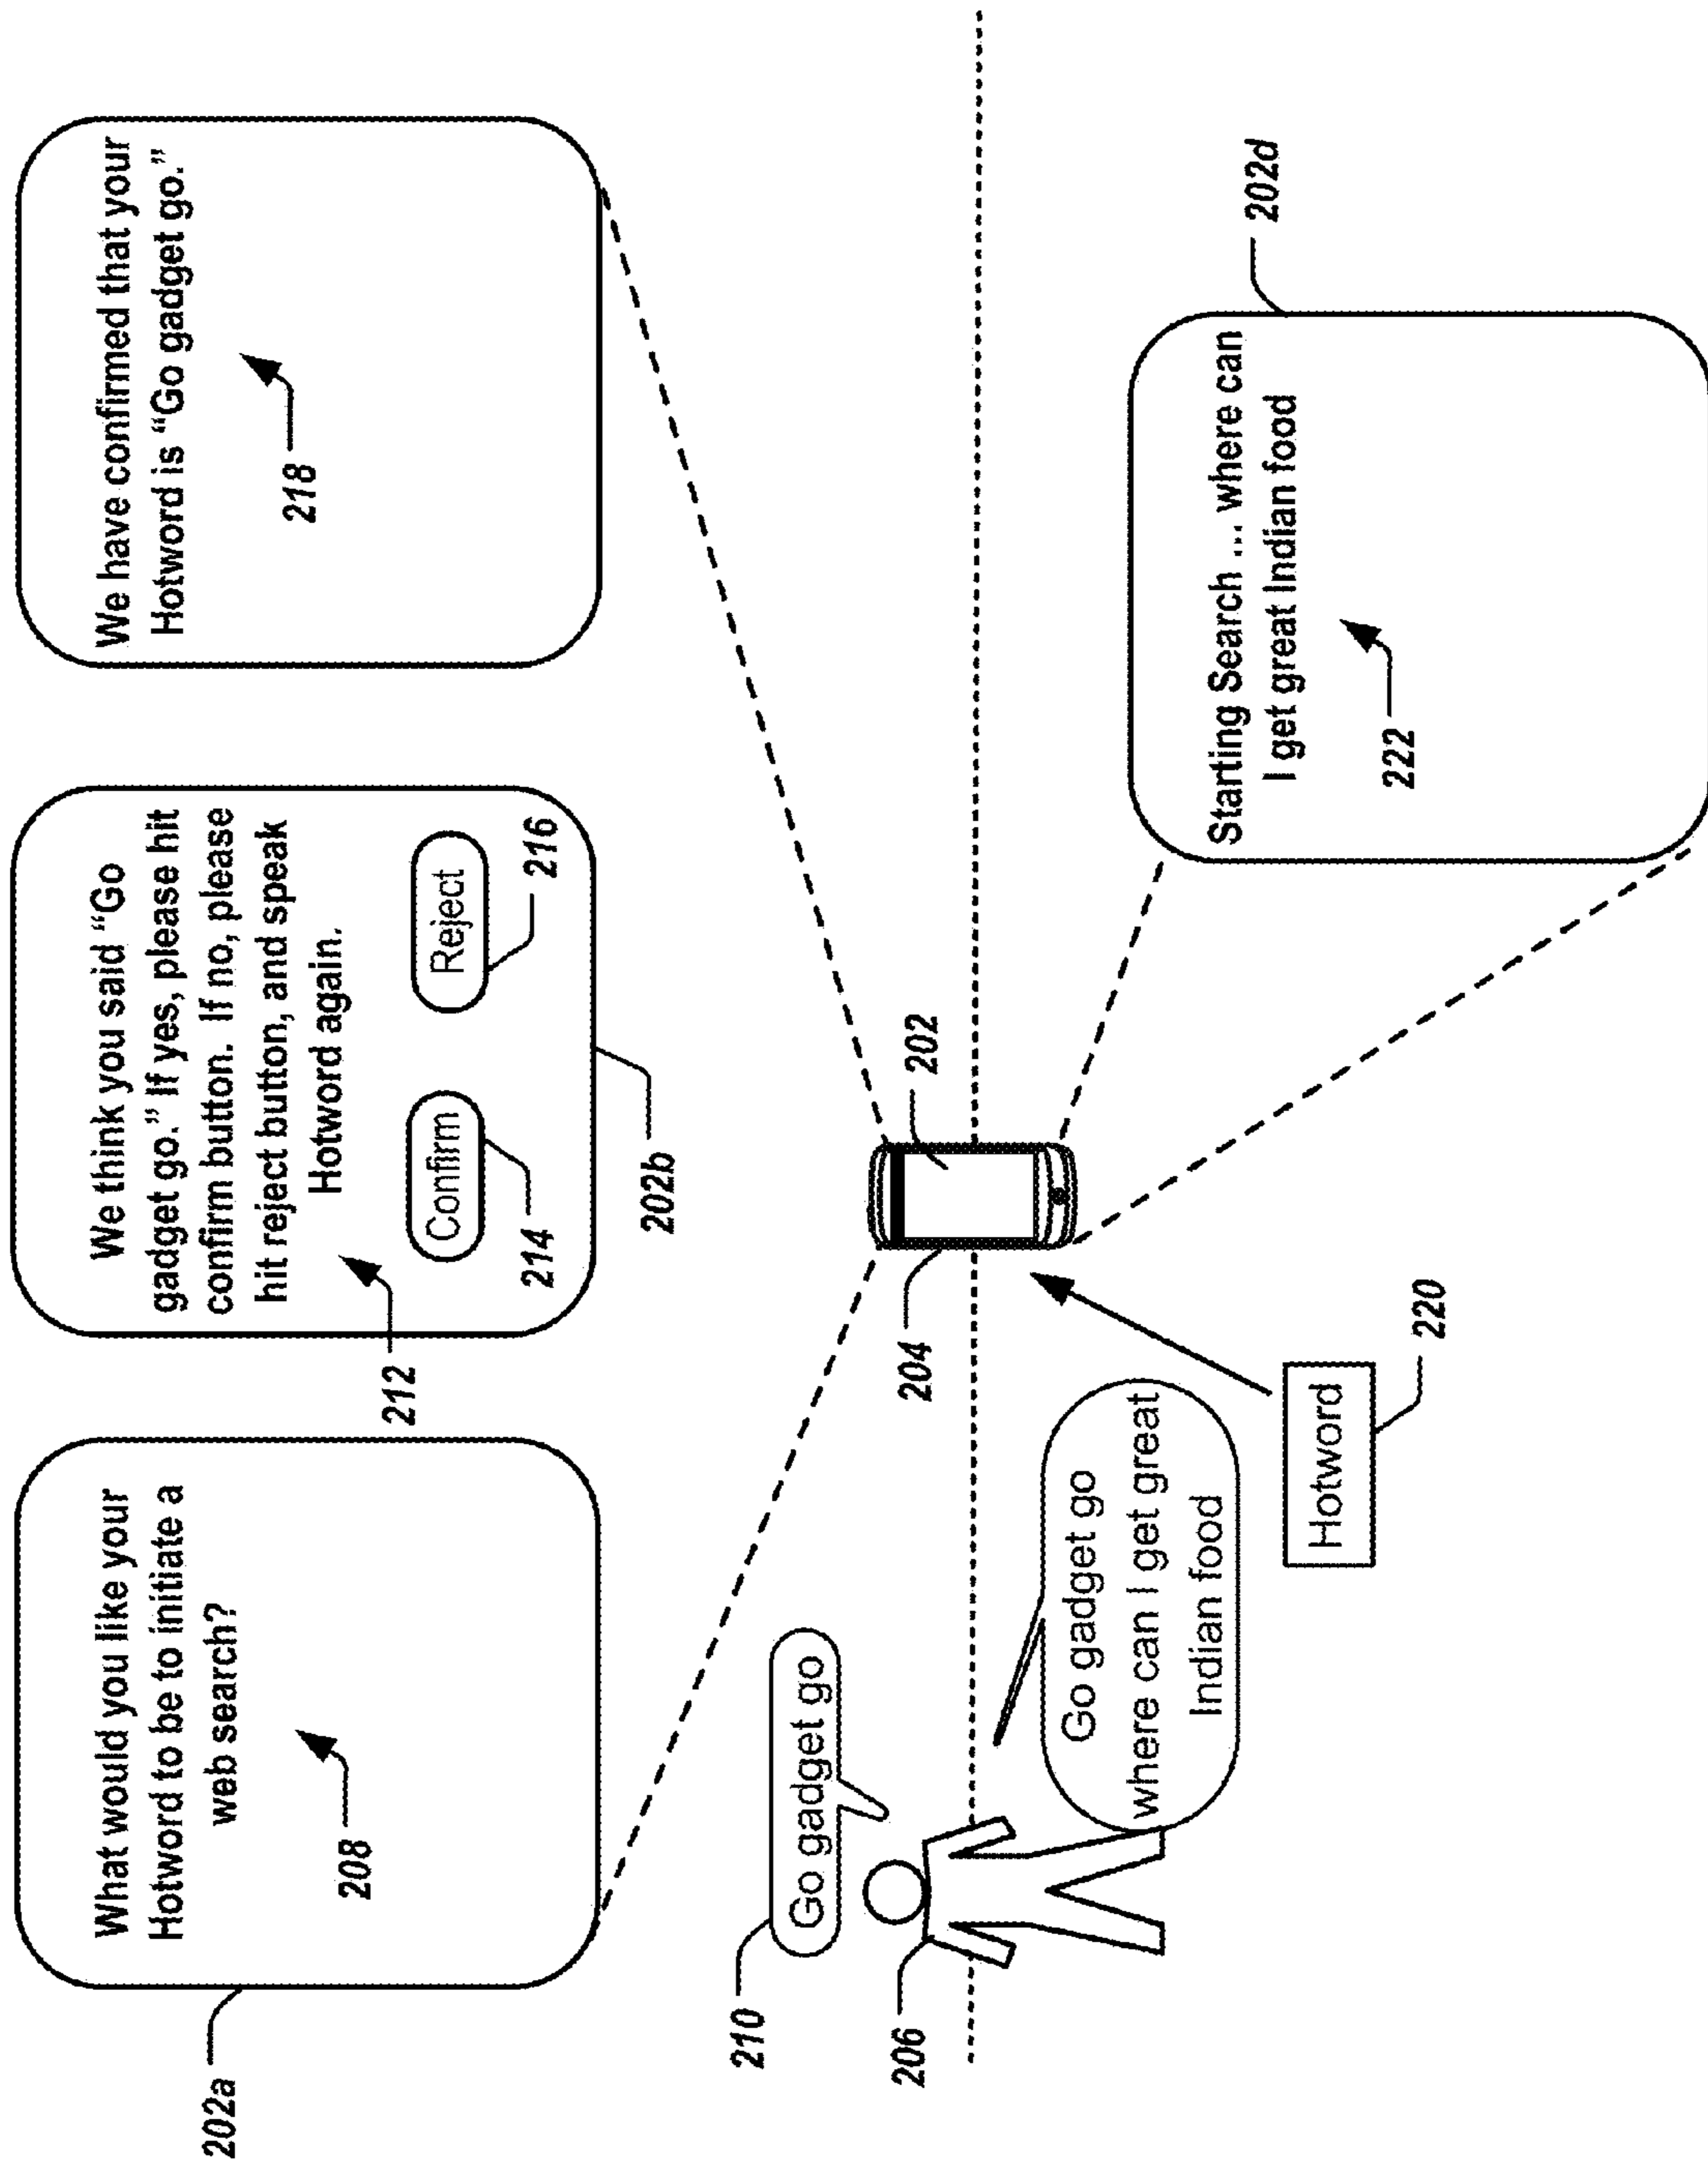 What would you like your
Hotword to be to initiate a
web search?
208
202a
We think you said “Go
gadget go.” If yes, please hit
confirm button. If no, please
hit reject button, and speak
Hotword again.
212
Confirm
Reject
214
216
202b
We have confirmed that your
Hotword is “Go gadget go.”
218
210
Go gadget go
206
204
202
Go gadget go
where can I get great
Indian food
Hotword
220
Starting Search ... where can
I get great Indian food
222
202d